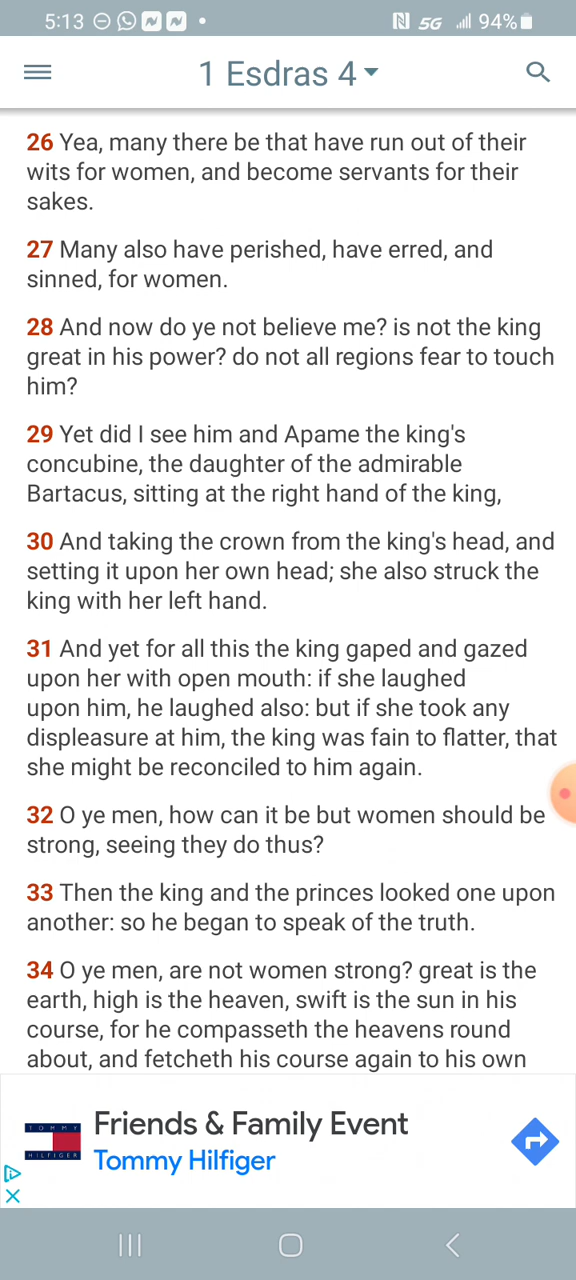 5:13
5G 94%
1 Esdras 4
26 Yea, many there be that have run out of their
wits for women, and become servants for their
sakes.
27 Many also have perished, have erred, and
sinned, for women.
28 And now do ye not believe me? is not the king
great in his power? do not all regions fear to touch
him?
29 Yet did I see him and Apame the king's
concubine, the daughter of the admirable
Bartacus, sitting at the right hand of the king,
30 And taking the crown from the king's head, and
setting it upon her own head; she also struck the
king with her left hand.
31 And yet for all this the king gaped and gazed
upon her with open mouth: if she laughed
upon him, he laughed also: but if she took any
displeasure at him, the king was fain to flatter, that
she might be reconciled to him again.
32 O ye men, how can it be but women should be
strong, seeing they do thus?
33 Then the king and the princes looked one upon
another: so he began to speak of the truth.
34 O ye men, are not women strong? great is the
earth, high is the heaven, swift is the sun in his
course, for he compasseth the heavens round
about, and fetcheth his course again to his own
TOMMY
HILFIGER
Friends & Family Event
Tommy Hilfiger